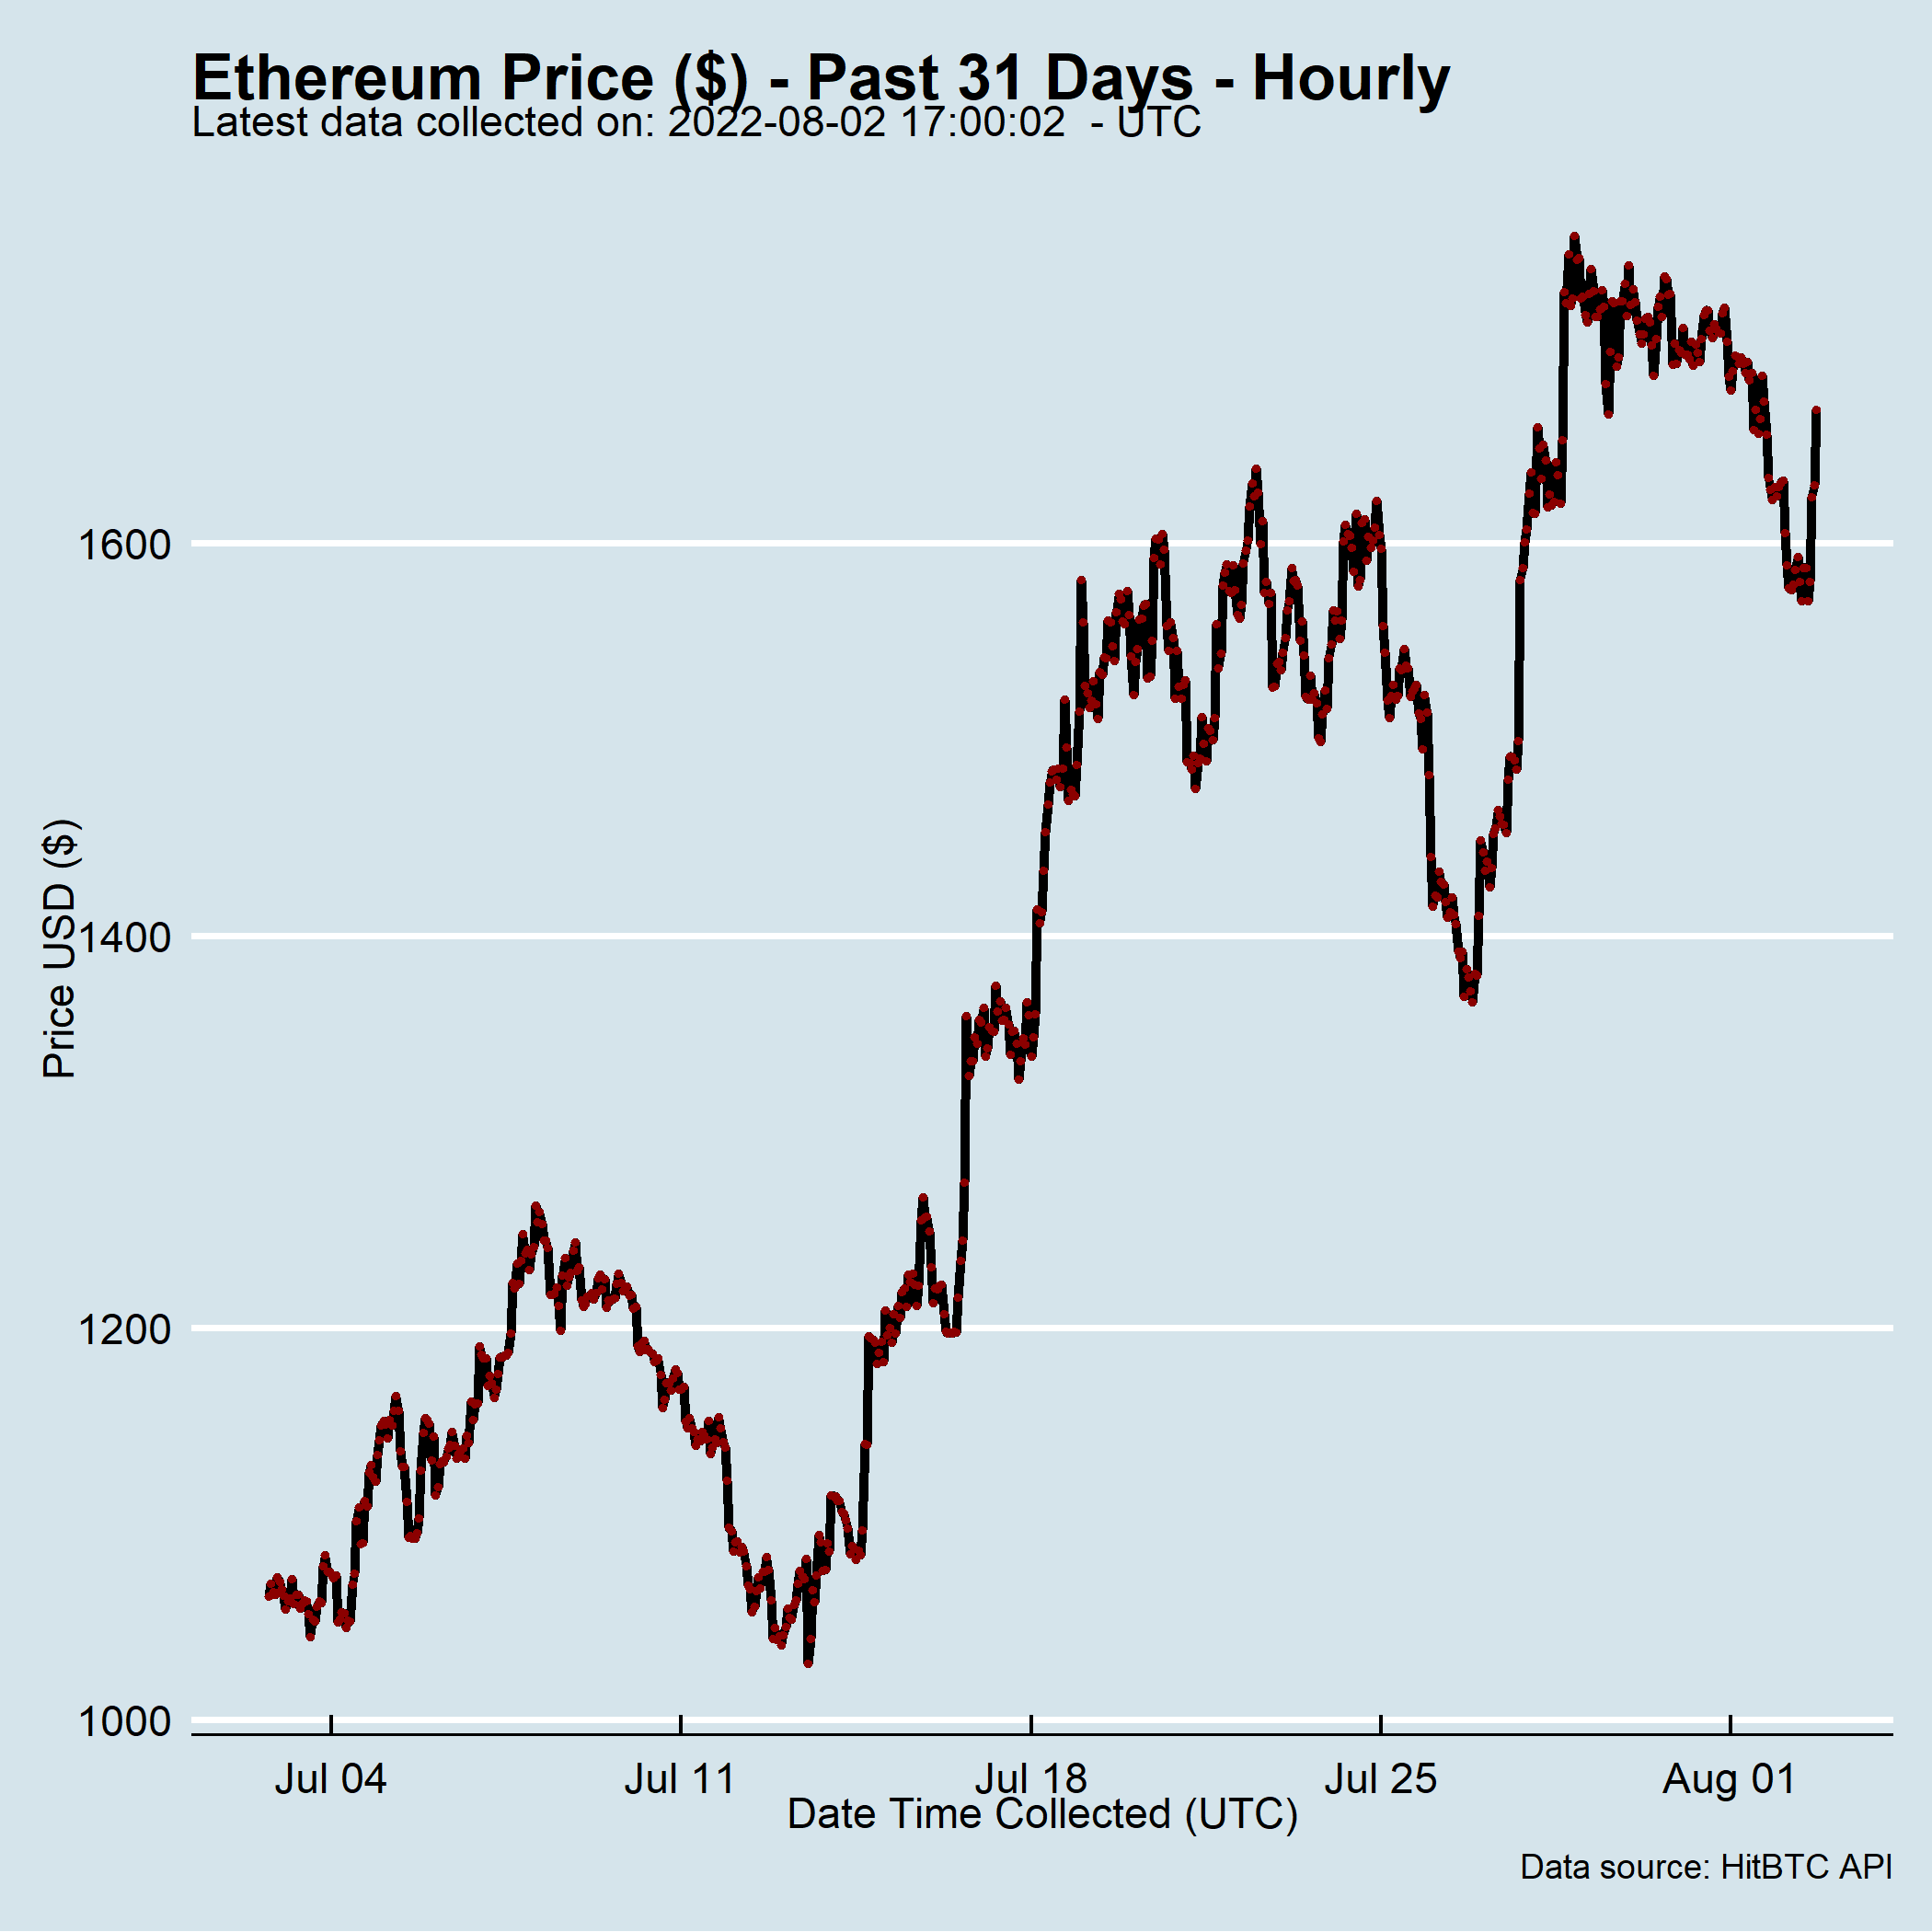 Ethereum Price ($) - Past 31 Days - Hourly
Latest data collected on: 2022-08-02 17:00:02  - UTC
Price USD ($)
1600
1400
1200
1000
Jul 04
Jul 11
Jul 18
Jul 25
Aug 01
Date Time Collected (UTC)
Data source: HitBTC API